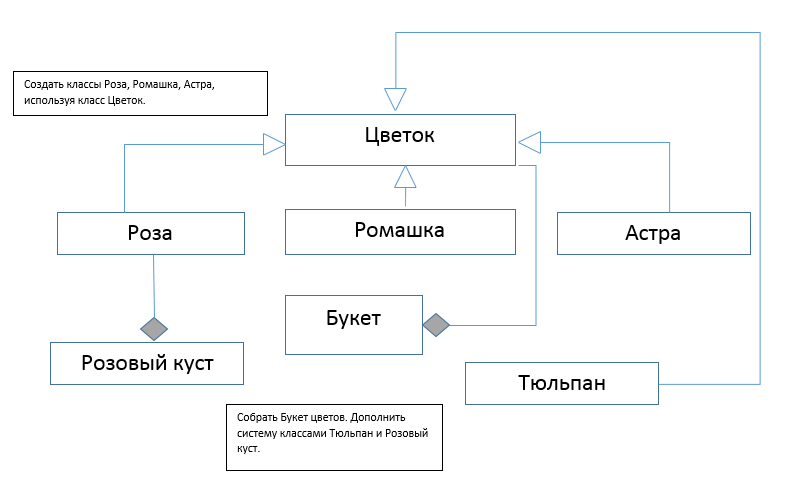 Создать классы Роза, Ромашка, Астра,
используя класс Цветок.
Цветок
Роза
Ромашка
Астра
Букет
Розовый куст
Тюльпан
Собрать Букет цветов. Дополнить
систему классами Тюльпан и Розовый
куст.